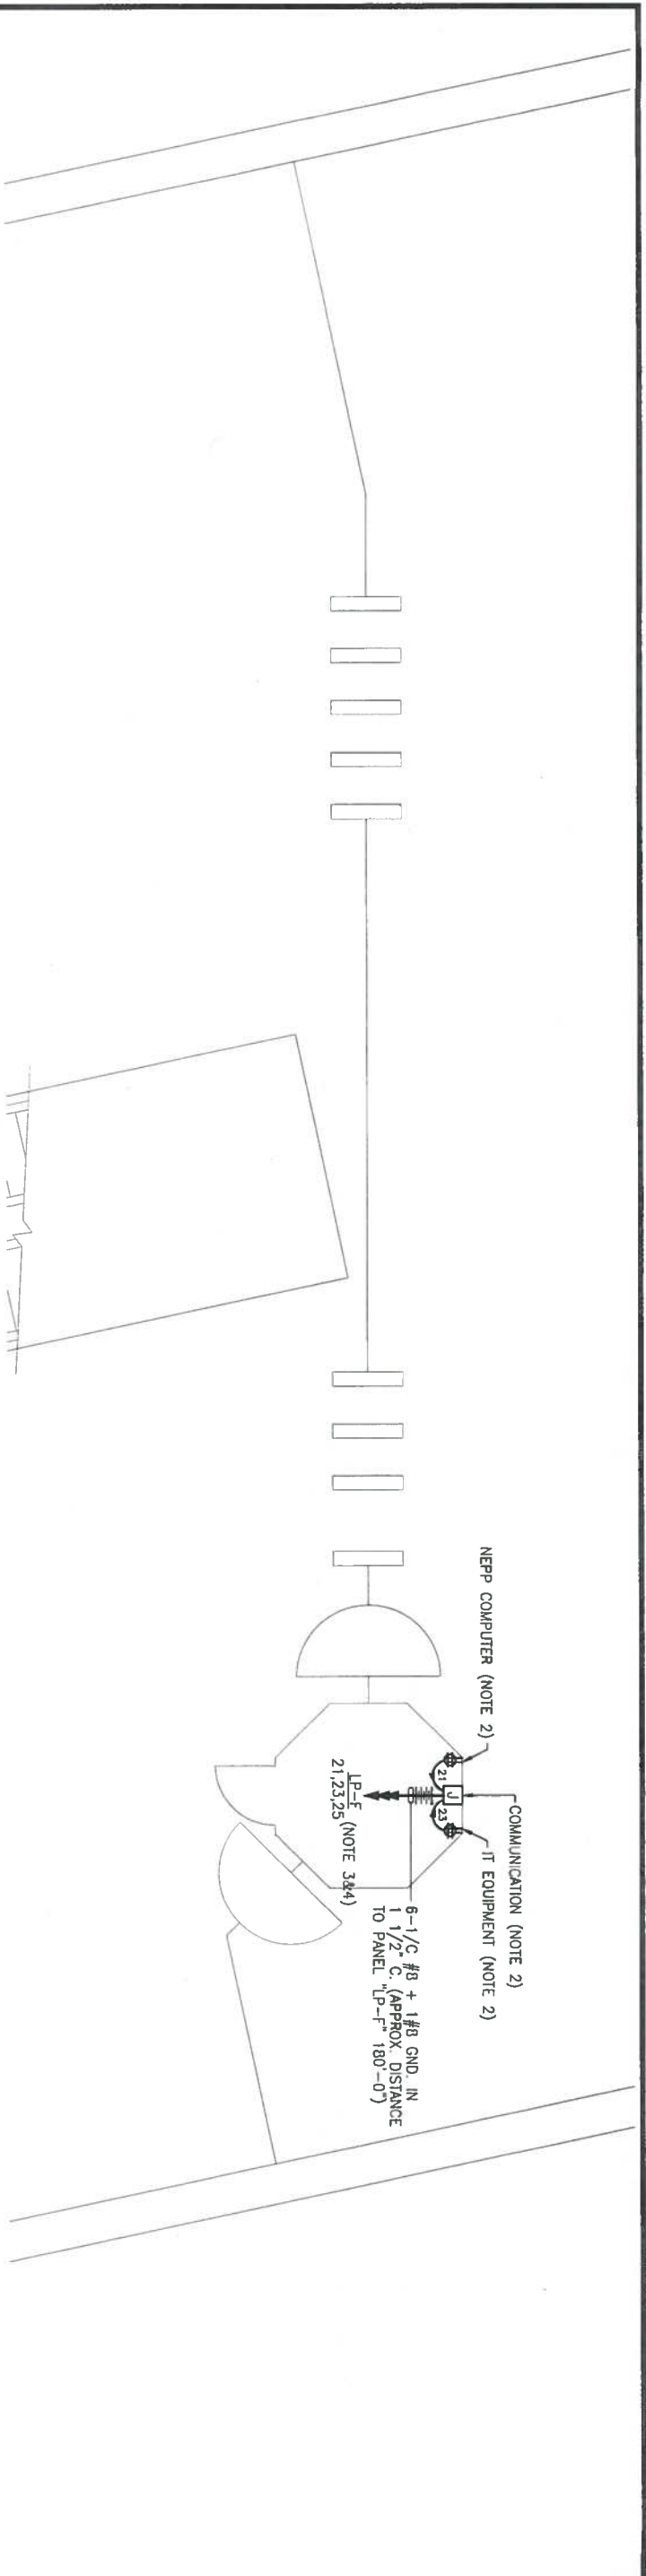 NEPP COMPUTER (NOTE 2)
COMMUNICATION (NOTE 2)
IT EQUIPMENT (NOTE 2)
21
J
23
6-1/C #8 + 1#8 GND. IN
1 1/2" C. (APPROX. DISTANCE
TO PANEL "LP-F" 180'-0")
LP-F
21,23,25 (NOTE 3&4)